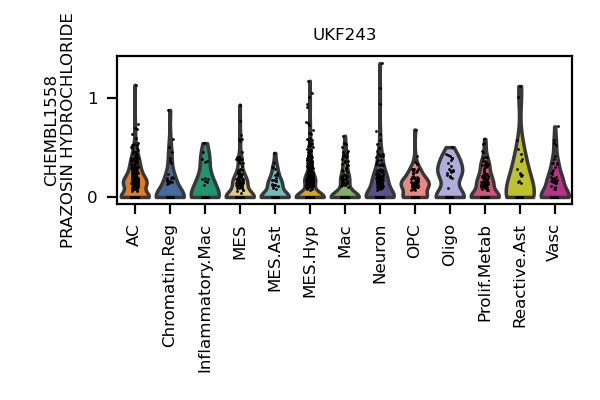 UKF243
CHEMBL1558
PRAZOSIN HYDROCHLORIDE
1
0
AC
Chromatin.Reg
Inflammatory.Mac
MES
MES.Ast
MES.Hyp
Mac
Neuron
OPC
Oligo
Prolif.Metab
Reactive.Ast
Vasc